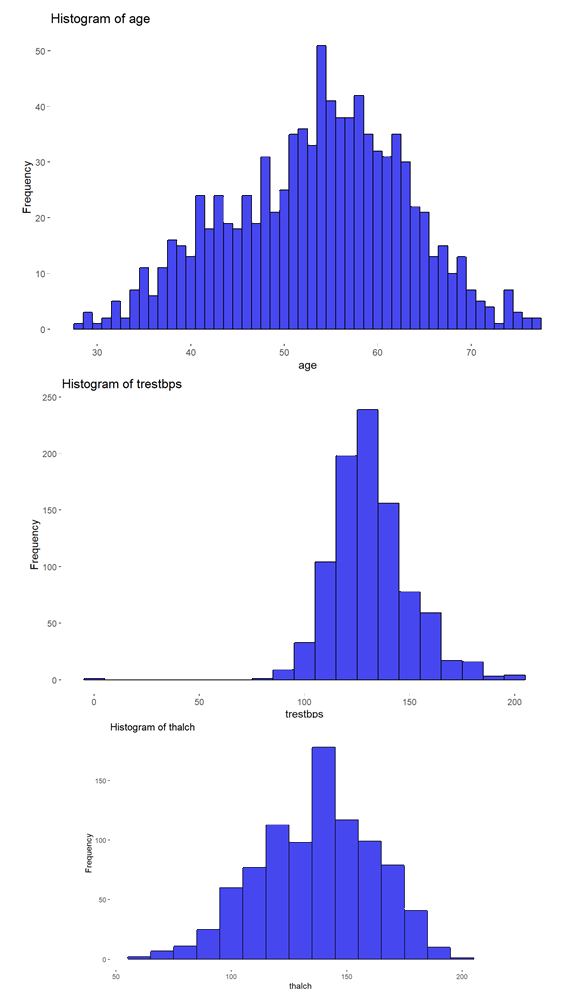 Histogram of age
50
40
30
20
10
0
Frequency
30 40 50 60 70
age
Histogram of trestbps
250
200
150
100
50
0
Frequency
0 50 100 150 200
trestbps
Histogram of thalch
150
100
50
0
Frequency
50 100 150 200
thalch